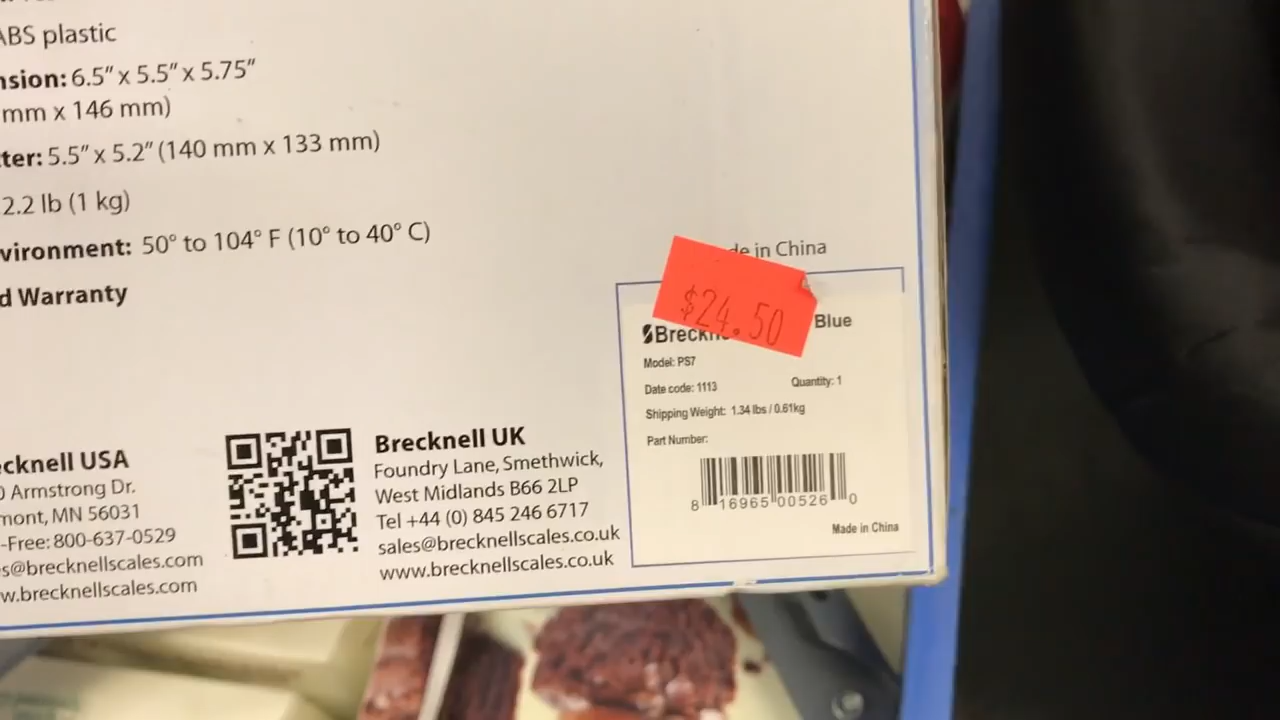 ABS plastic
nsion: 6.5" x 5.5" x 5.75"
mm x 146 mm)
tter: 5.5" x 5.2" (140 mm x 133 mm)
2.2 lb (1 kg)
vironment: 50° to 104° F (10° to 40° C)
d Warranty
de in China
$24.50
Blue
Breckn
Model: PS7
Date code: 1113 Quantity: 1
Shipping Weight: 1.34 lbs / 0.61kg
Part Number:
8 16965 00526 0
Made in China
ecknell USA
0 Armstrong Dr.
mont, MN 56031
-Free: 800-637-0529
s@brecknellscales.com
w.brecknellscales.com
Brecknell UK
Foundry Lane, Smethwick,
West Midlands B66 2LP
Tel +44 (0) 845 246 6717
sales@brecknellscales.co.uk
www.brecknellscales.co.uk